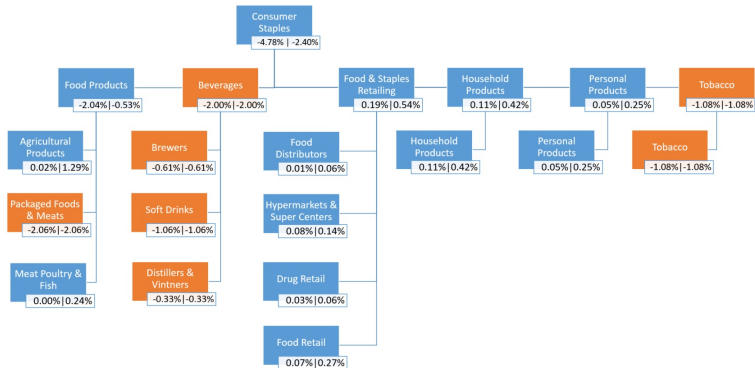 Consumer
Staples
-4.78% | -2.40%
Food Products
-2.04%|-0.53%
Beverages
-2.00%|-2.00%
Food & Staples
Retailing
0.19%|0.54%
Household
Products
0.11%|0.42%
Personal
Products
0.05%|0.25%
Tobacco
-1.08%|-1.08%
Agricultural
Products
0.02%|1.29%
Brewers
-0.61%|-0.61%
Food
Distributors
0.01%|0.06%
Household
Products
0.11%|0.42%
Personal
Products
0.05%|0.25%
Tobacco
-1.08%|-1.08%
Packaged Foods
& Meats
-2.06%|-2.06%
Soft Drinks
-1.06%|-1.06%
Hypermarkets &
Super Centers
0.08%|0.14%
Meat Poultry &
Fish
0.00%|0.24%
Distillers &
Vintners
-0.33%|-0.33%
Drug Retail
0.03%|0.06%
Food Retail
0.07%|0.27%